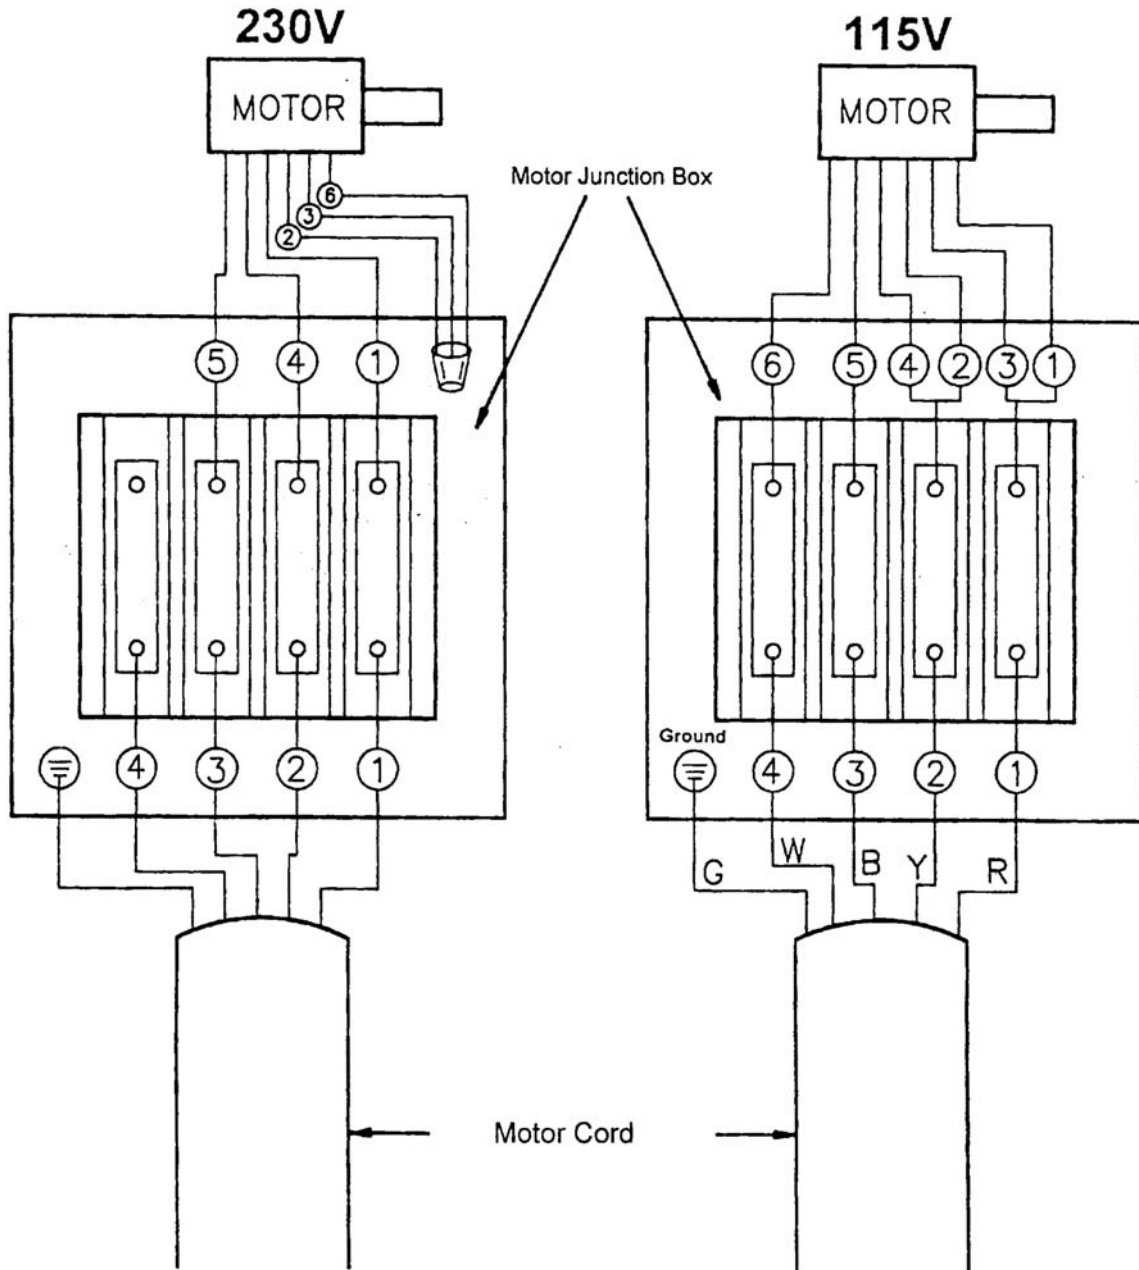 230V
115V
MOTOR
MOTOR
Motor Junction Box
6
3
2
5 4 1
6 5 4 2 3 1
Ground
4 3 2 1
4 3 2 1
G W B Y R
Motor Cord